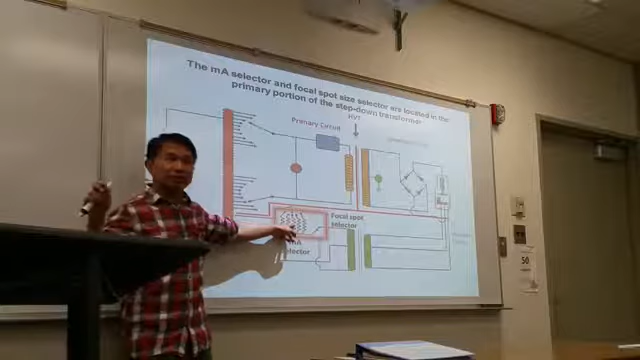 The mA selector and focal spot size selector are located in the
primary portion of the step-down transformer
HVT
Primary Circuit
Focal spot
selector
mA
selector
50